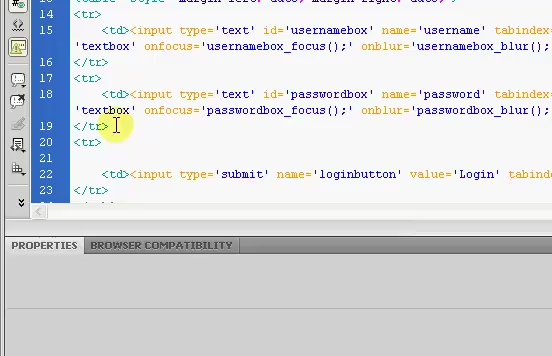 14 <tr>
15 <td><input type='text' id='usernamebox' name='username' tabindex=
'textbox' onfocus='usernamebox_focus();' onblur='usernamebox_blur();
16 </tr>
17 <tr>
18 <td><input type='text' id='passwordbox' name='password' tabindex=
'textbox' onfocus='passwordbox_focus();' onblur='passwordbox_blur();
19 </tr>
20 <tr>
21
22 <td><input type='submit' name='loginbutton' value='Login' tabinde
23 </tr>
PROPERTIES BROWSER COMPATIBILITY